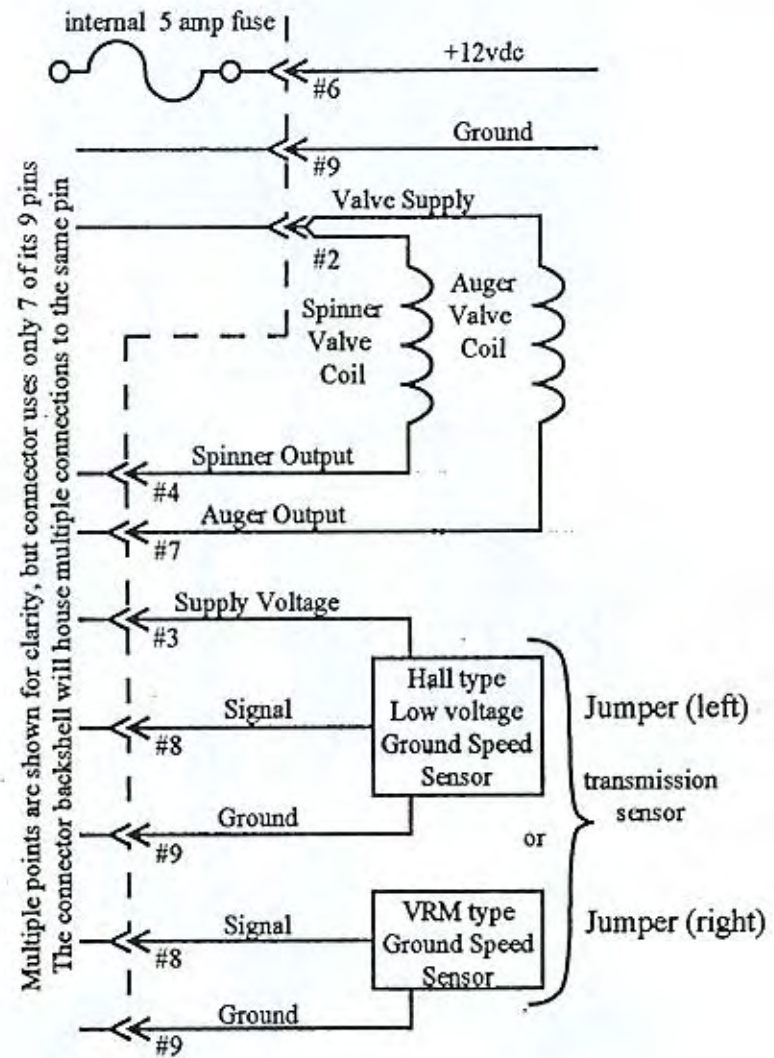 internal 5 amp fuse
+12vdc
#6
Ground
#9
Valve Supply
#2
Spinner
Valve
Coil
Auger
Valve
Coil
Spinner Output
#4
Auger Output
#7
Supply Voltage
#3
Hall type
Low voltage
Ground Speed
Sensor
Signal
#8
Ground
#9
Jumper (left)
transmission
sensor
or
VRM type
Ground Speed
Sensor
Signal
#8
Jumper (right)
Ground
#9
Multiple points are shown for clarity, but connector uses only 7 of its 9 pins
The connector backshell will house multiple connections to the same pin